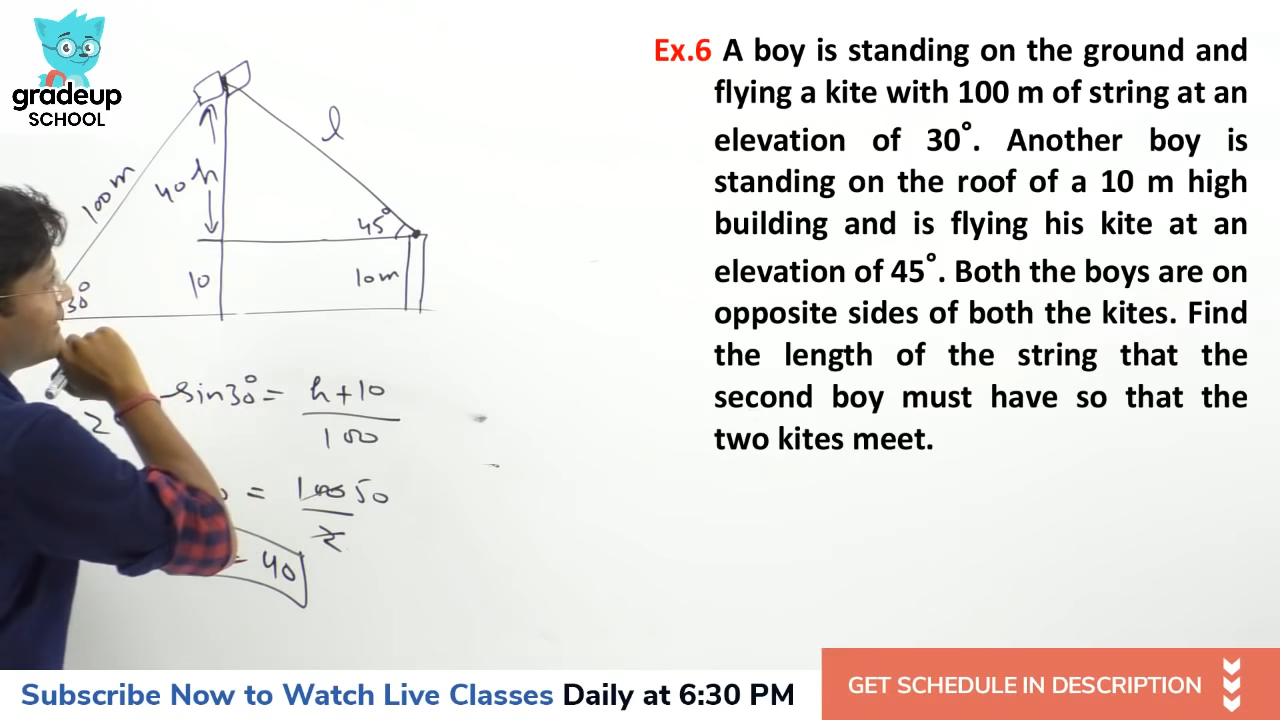 gradeup
SCHOOL
Ex.6 A boy is standing on the ground and
flying a kite with 100 m of string at an
elevation of 30°. Another boy is
standing on the roof of a 10 m high
building and is flying his kite at an
elevation of 45°. Both the boys are on
opposite sides of both the kites. Find
the length of the string that the
second boy must have so that the
two kites meet.
100m
40 h
l
45°
10
10m
30°
2
sin30° = h+10
100
= 100 50
2
= 40
Subscribe Now to Watch Live Classes Daily at 6:30 PM
GET SCHEDULE IN DESCRIPTION